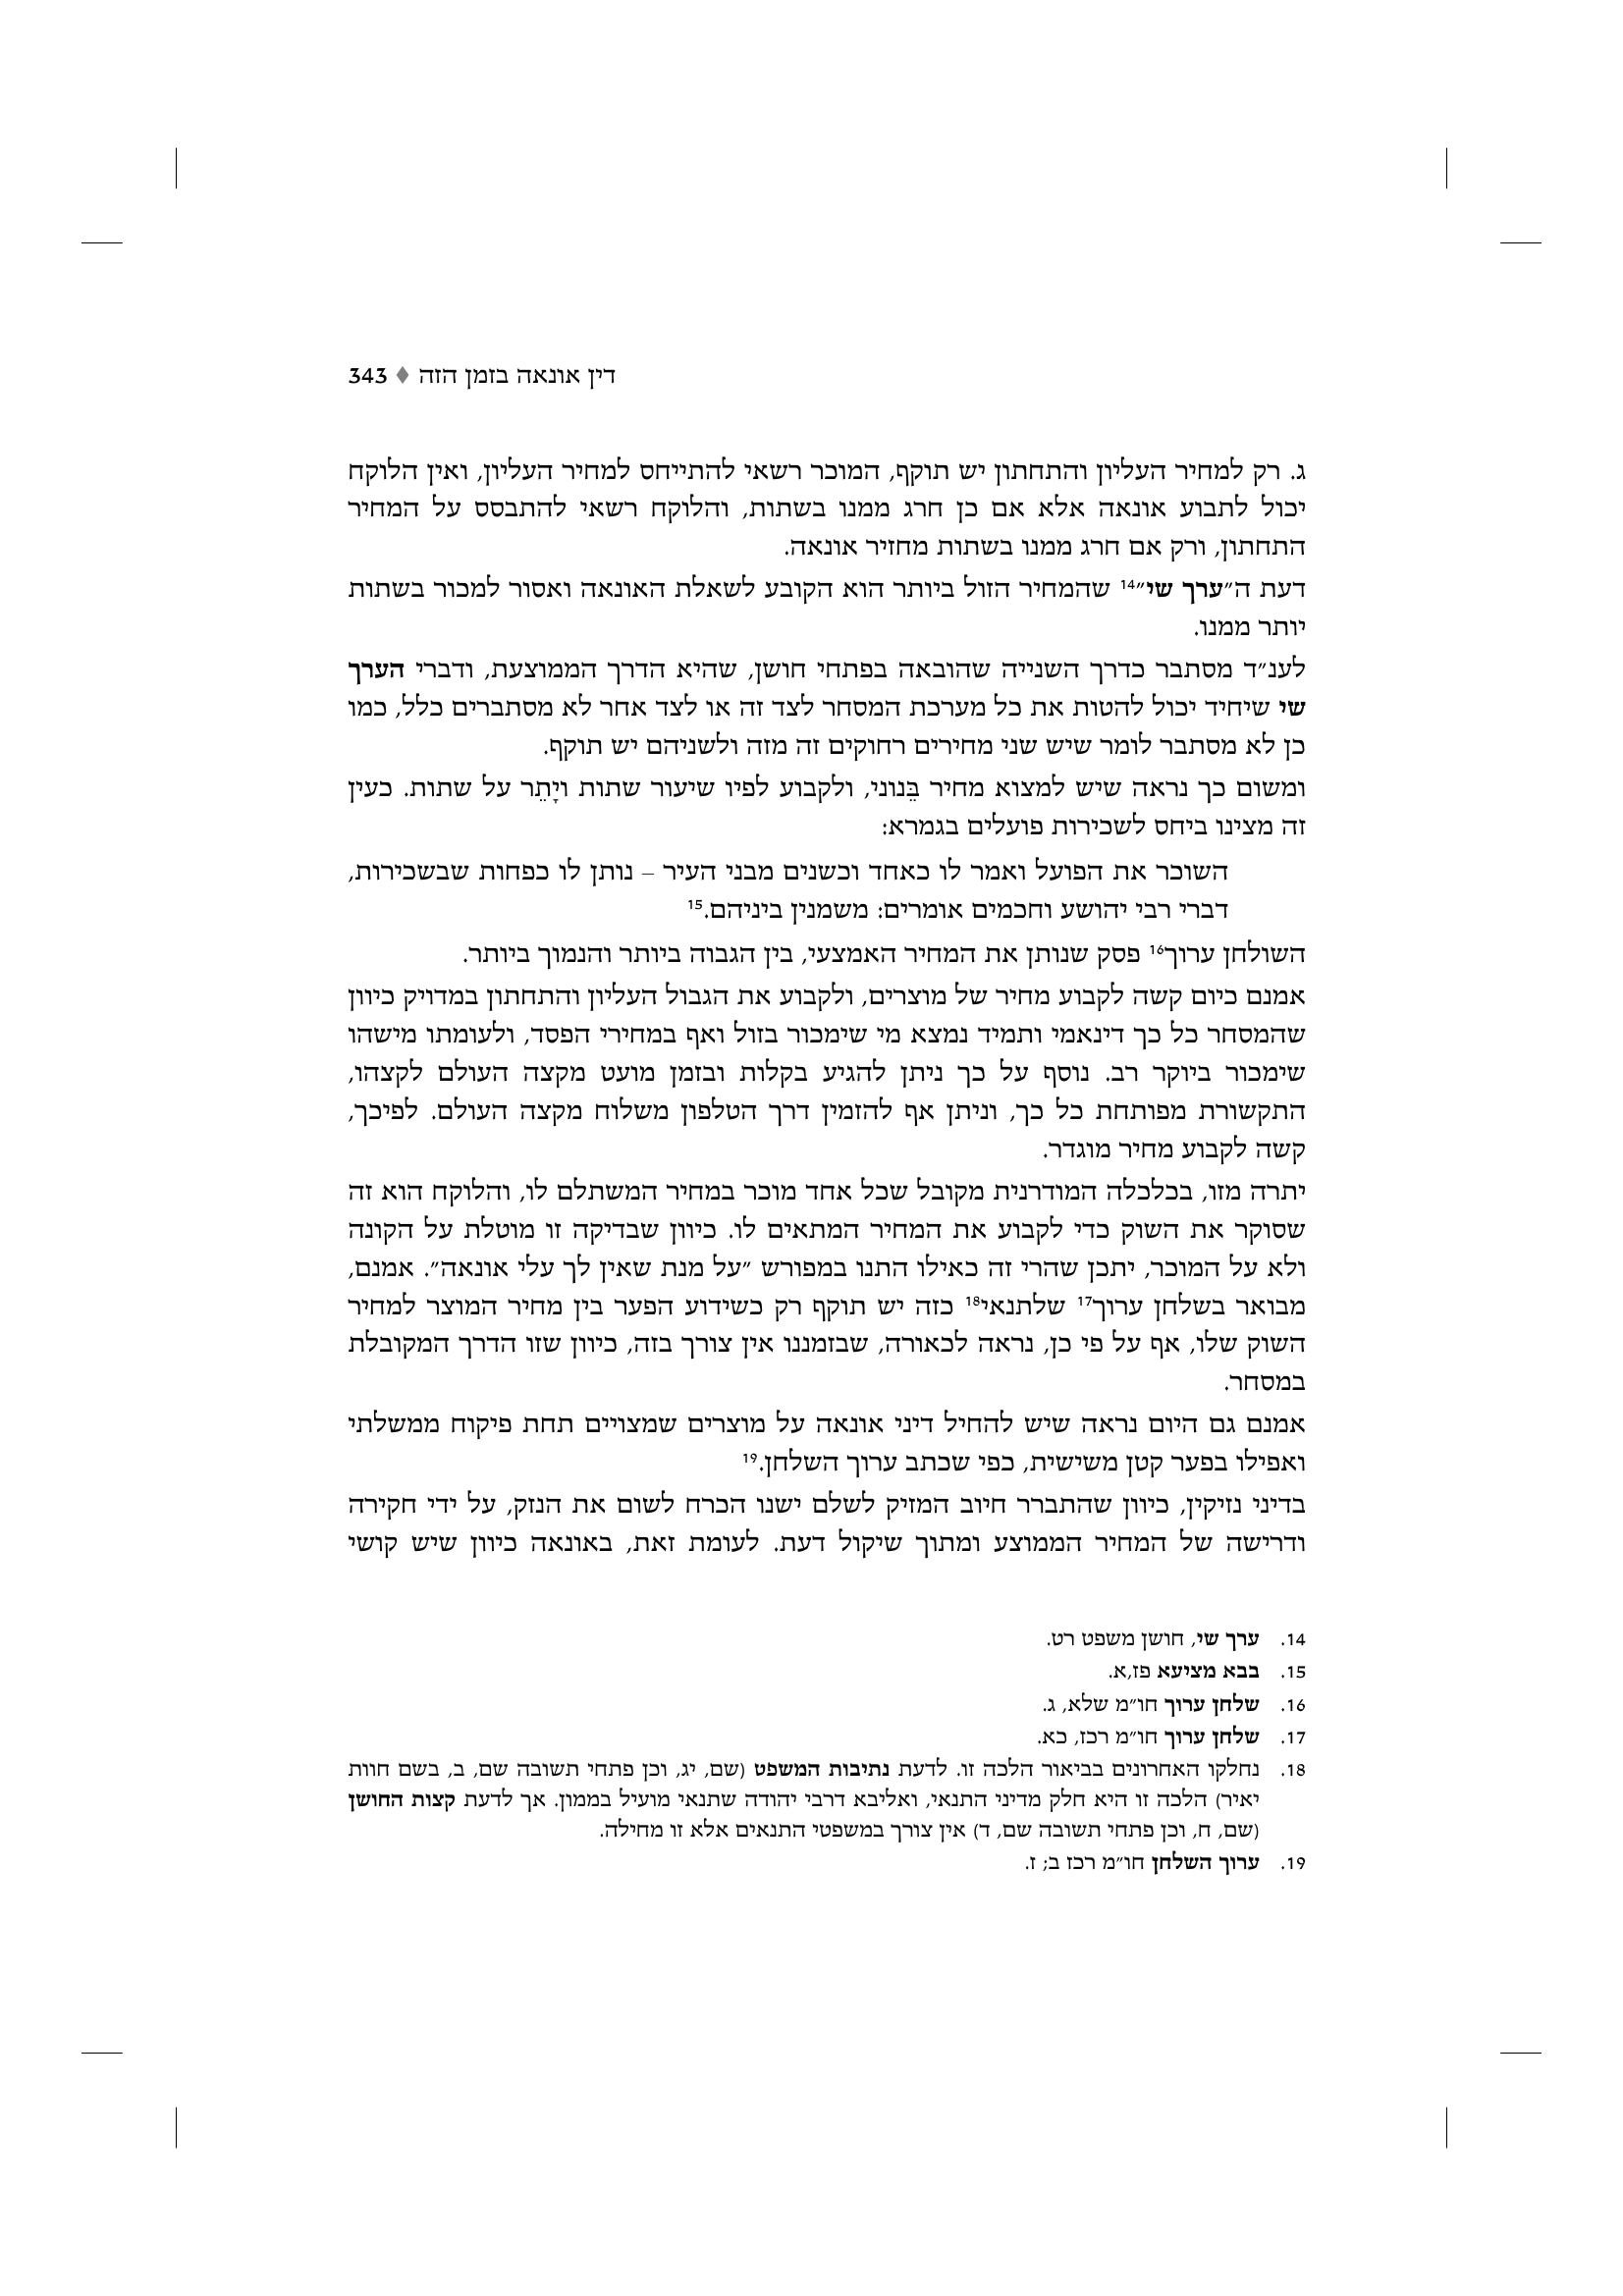 דין אונאה בזמן הזה ♦ 343
ג. רק למחיר העליון והתחתון יש תוקף, המוכר רשאי להתייחס למחיר העליון, ואין הלוקח
יכול לתבוע אונאה אלא אם כן חרג ממנו בשתות, והלוקח רשאי להתבסס על המחיר
התחתון, ורק אם חרג ממנו בשתות מחזיר אונאה.
דעת ה״ערך שי״14 שהמחיר הזול ביותר הוא הקובע לשאלת האונאה ואסור למכור בשתות
יותר ממנו.
לענ״ד מסתבר כדרך השנייה שהובאה בפתחי חושן, שהיא הדרך הממוצעת, ודברי הערך
שי שיחיד יכול להטות את כל מערכת המסחר לצד זה או לצד אחר לא מסתברים כלל, כמו
כן לא מסתבר לומר שיש שני מחירים רחוקים זה מזה ולשניהם יש תוקף.
ומשום כך נראה שיש למצוא מחיר בֵּנוני, ולקבוע לפיו שיעור שתות ויָתֵר על שתות. כעין
זה מצינו ביחס לשכירות פועלים בגמרא:
השוכר את הפועל ואמר לו כאחד וכשנים מבני העיר – נותן לו כפחות שבשכירות,
דברי רבי יהושע וחכמים אומרים: משמנין ביניהם.15
השולחן ערוך16 פסק שנותן את המחיר האמצעי, בין הגבוה ביותר והנמוך ביותר.
אמנם כיום קשה לקבוע מחיר של מוצרים, ולקבוע את הגבול העליון והתחתון במדויק כיוון
שהמסחר כל כך דינאמי ותמיד נמצא מי שימכור בזול ואף במחירי הפסד, ולעומתו מישהו
שימכור ביוקר רב. נוסף על כך ניתן להגיע בקלות ובזמן מועט מקצה העולם לקצהו,
התקשורת מפותחת כל כך, וניתן אף להזמין דרך הטלפון משלוח מקצה העולם. לפיכך,
קשה לקבוע מחיר מוגדר.
יתרה מזו, בכלכלה המודרנית מקובל שכל אחד מוכר במחיר המשתלם לו, והלוקח הוא זה
שסוקר את השוק כדי לקבוע את המחיר המתאים לו. כיוון שבדיקה זו מוטלת על הקונה
ולא על המוכר, יתכן שהרי זה כאילו התנו במפורש ״על מנת שאין לך עלי אונאה״. אמנם,
מבואר בשלחן ערוך17 שלתנאי18 כזה יש תוקף רק כשידוע הפער בין מחיר המוצר למחיר
השוק שלו, אף על פי כן, נראה לכאורה, שבזמננו אין צורך בזה, כיוון שזו הדרך המקובלת
במסחר.
אמנם גם היום נראה שיש להחיל דיני אונאה על מוצרים שמצויים תחת פיקוח ממשלתי
ואפילו בפער קטן משישית, כפי שכתב ערוך השלחן.19
בדיני נזיקין, כיוון שהתברר חיוב המזיק לשלם ישנו הכרח לשום את הנזק, על ידי חקירה
ודרישה של המחיר הממוצע ומתוך שיקול דעת. לעומת זאת, באונאה כיוון שיש קושי
14. ערך שי, חושן משפט רט.
15. בבא מציעא פז,א.
16. שלחן ערוך חו״מ שלא, ג.
17. שלחן ערוך חו״מ רכז, כא.
18. נחלקו האחרונים בביאור הלכה זו. לדעת נתיבות המשפט (שם, יג, וכן פתחי תשובה שם, ב, בשם חוות
יאיר) הלכה זו היא חלק מדיני התנאי, ואליבא דרבי יהודה שתנאי מועיל בממון. אך לדעת קצות החושן
(שם, ח, וכן פתחי תשובה שם, ד) אין צורך במשפטי התנאים אלא זו מחילה.
19. ערוך השלחן חו״מ רכז ב; ז.